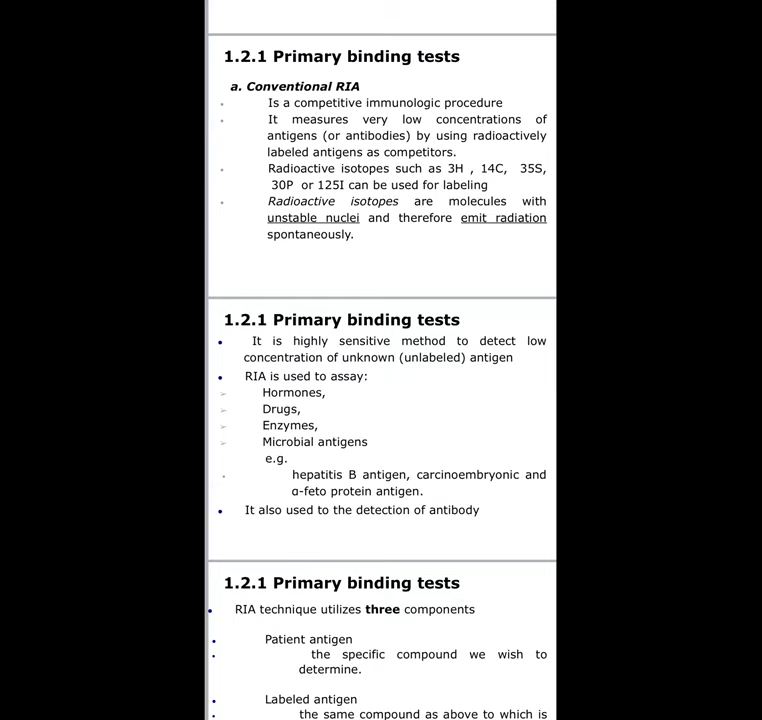 1.2.1 Primary binding tests
a. Conventional RIA
Is a competitive immunologic procedure
It measures very low concentrations of
antigens (or antibodies) by using radioactively
labeled antigens as competitors.
Radioactive isotopes such as 3H , 14C, 35S,
30P or 125I can be used for labeling
Radioactive isotopes are molecules with
unstable nuclei and therefore emit radiation
spontaneously.
1.2.1 Primary binding tests
It is highly sensitive method to detect low
concentration of unknown (unlabeled) antigen
RIA is used to assay:
Hormones,
Drugs,
Enzymes,
Microbial antigens
e.g.
hepatitis B antigen, carcinoembryonic and
α-feto protein antigen.
It also used to the detection of antibody
1.2.1 Primary binding tests
RIA technique utilizes three components
Patient antigen
the specific compound we wish to
determine.
Labeled antigen
the same compound as above to which is